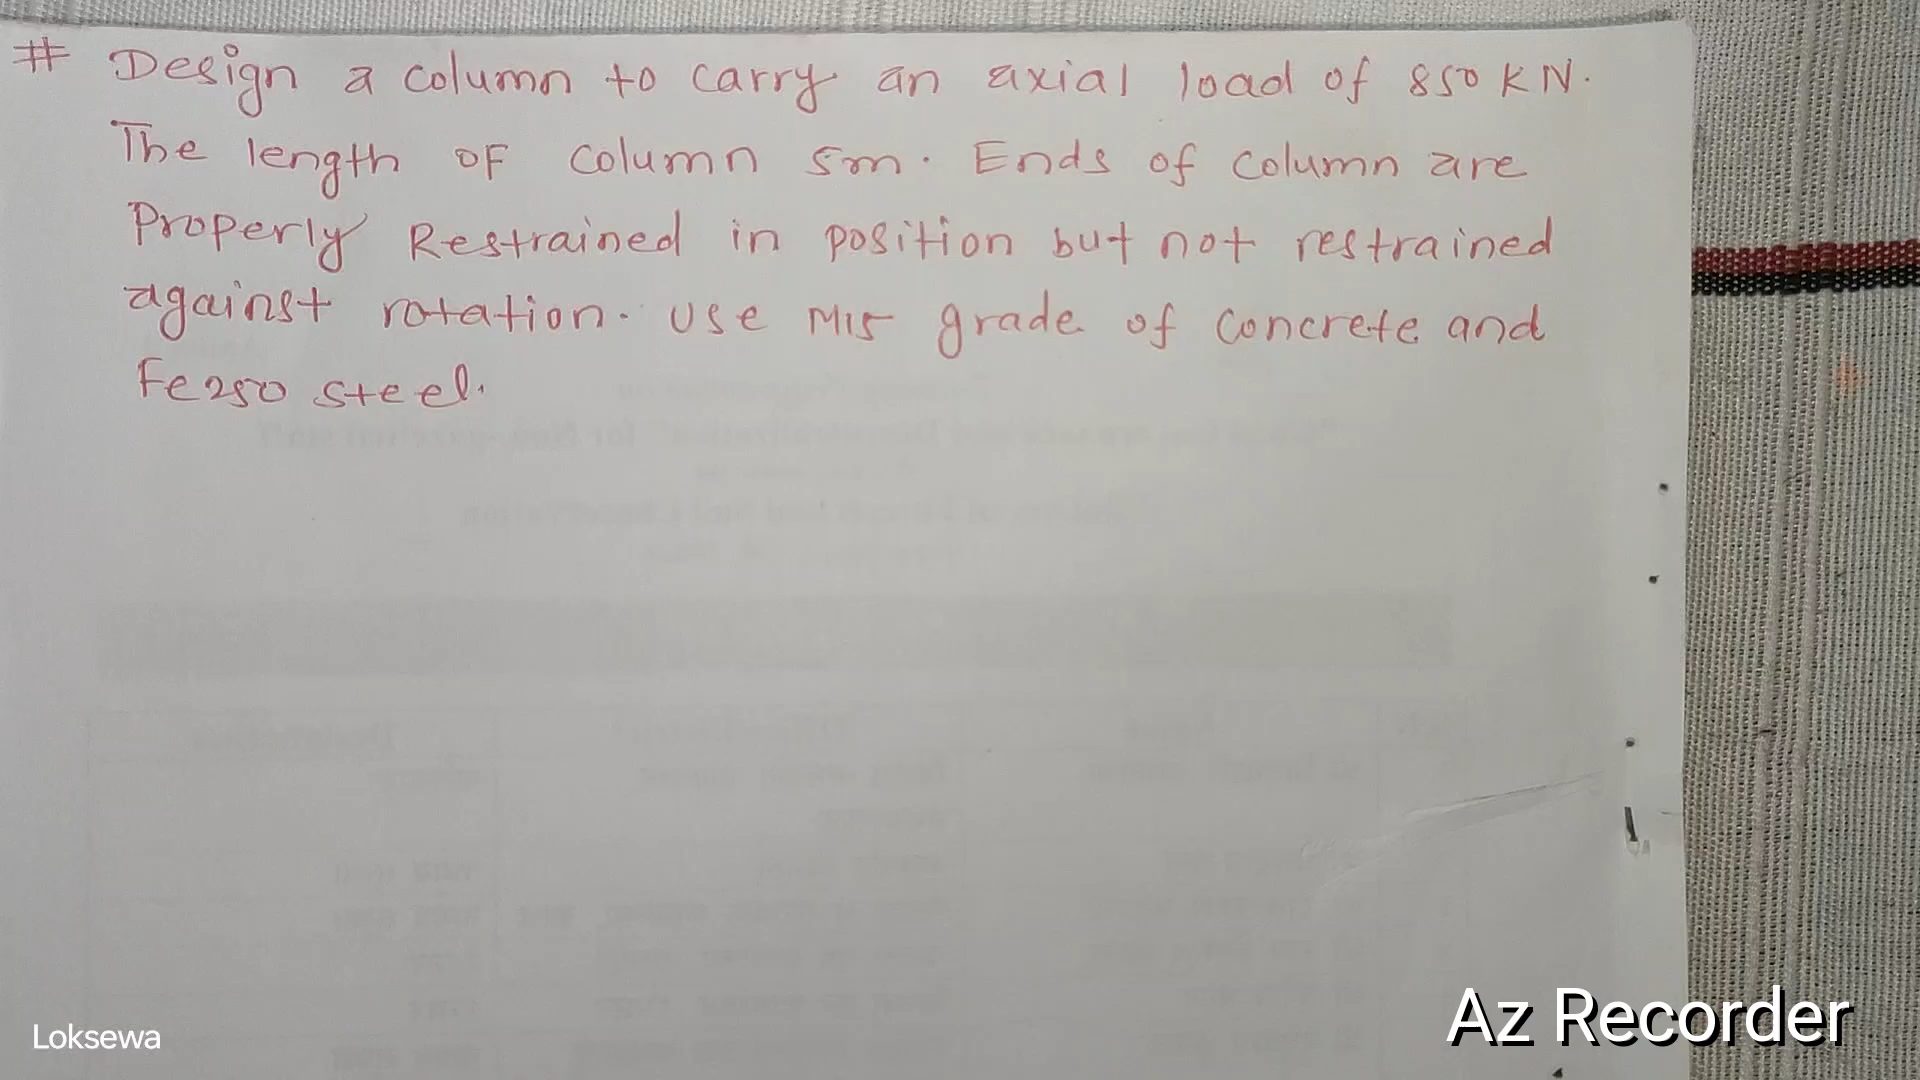 # Design a column to carry an axial load of 850 KN.
The length of column 5m. Ends of column are
Properly Restrained in position but not restrained
against rotation. Use M15 grade of concrete and
Fe250 steel.
Loksewa
Az Recorder